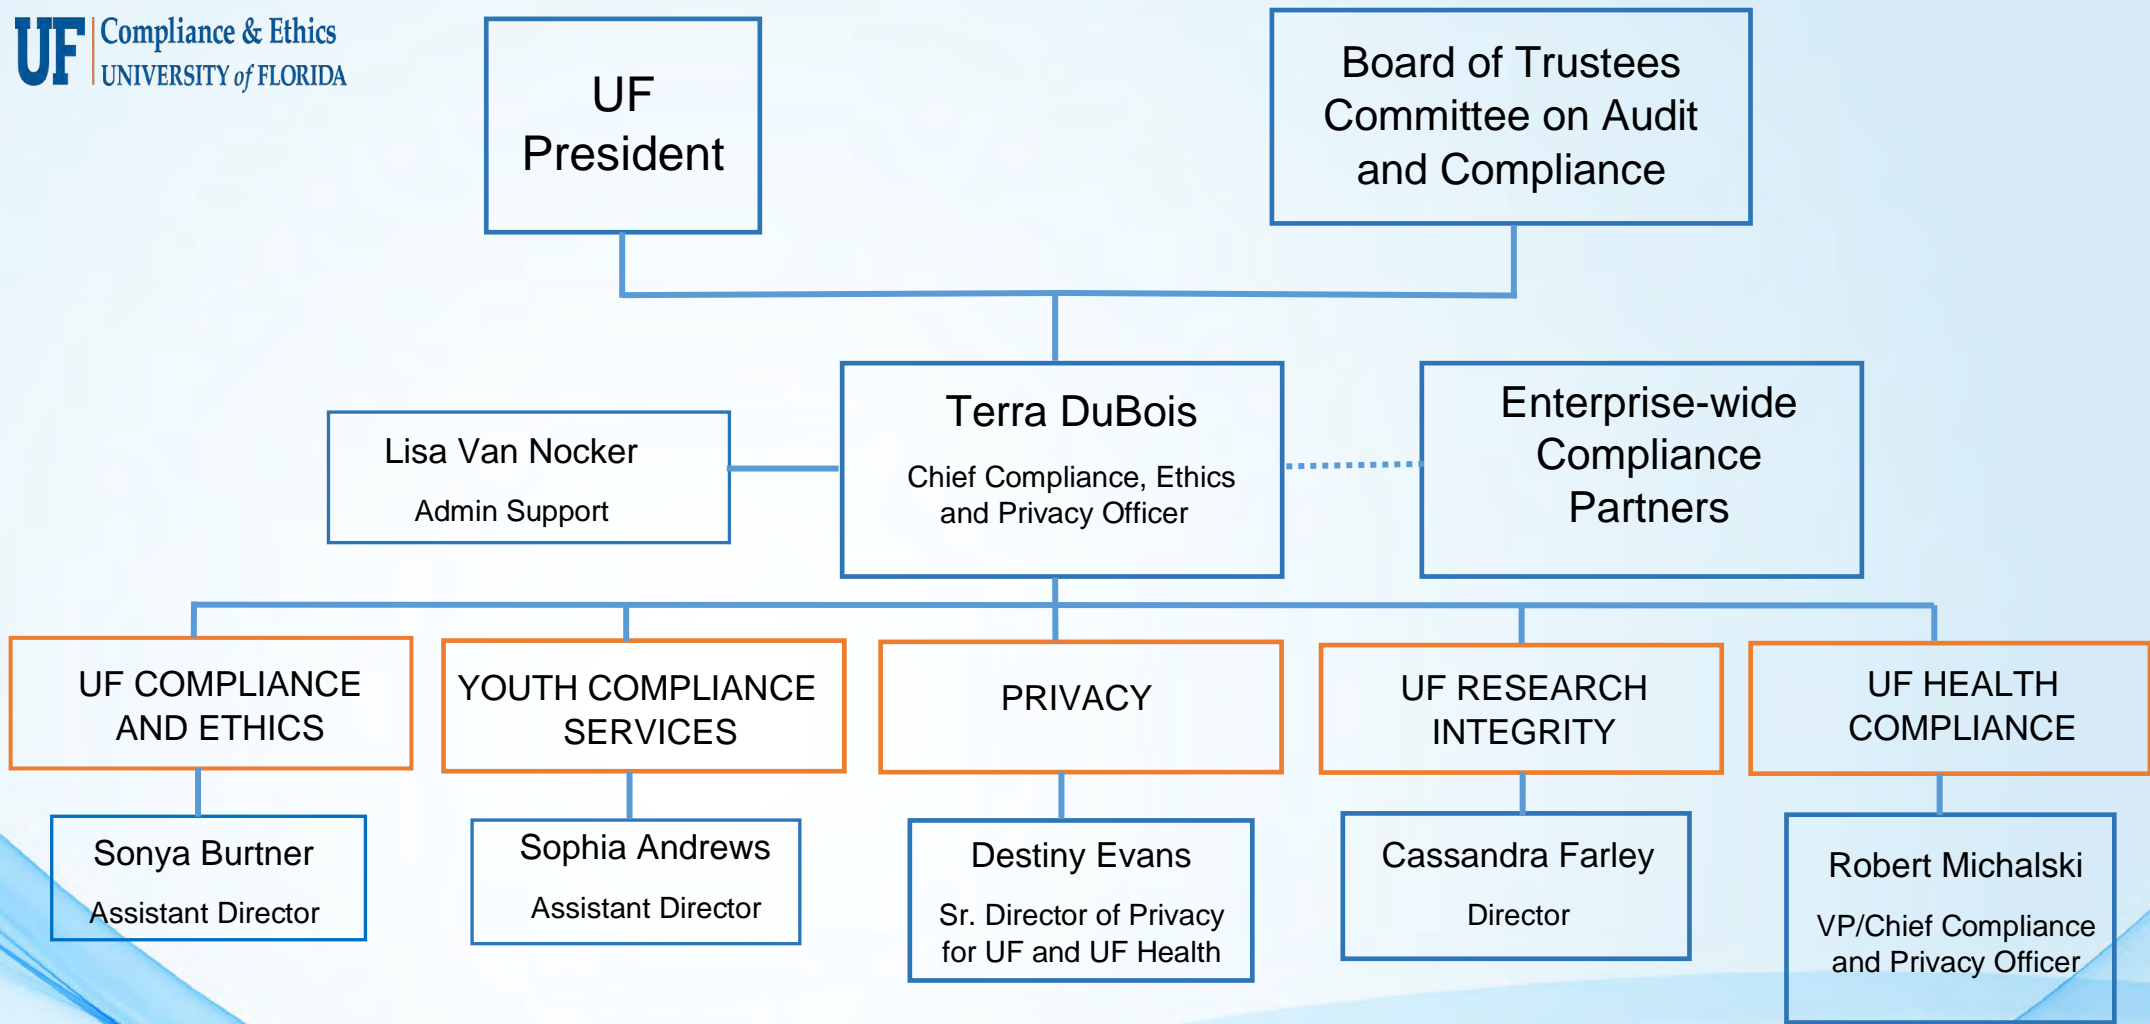 UF Compliance & Ethics
UNIVERSITY of FLORIDA
UF
President
Board of Trustees
Committee on Audit
and Compliance
Lisa Van Nocker
Admin Support
Terra DuBois
Chief Compliance, Ethics
and Privacy Officer
Enterprise-wide
Compliance
Partners
UF COMPLIANCE
AND ETHICS
YOUTH COMPLIANCE
SERVICES
PRIVACY
UF RESEARCH
INTEGRITY
UF HEALTH
COMPLIANCE
Sonya Burtner
Assistant Director
Sophia Andrews
Assistant Director
Destiny Evans
Sr. Director of Privacy
for UF and UF Health
Cassandra Farley
Director
Robert Michalski
VP/Chief Compliance
and Privacy Officer